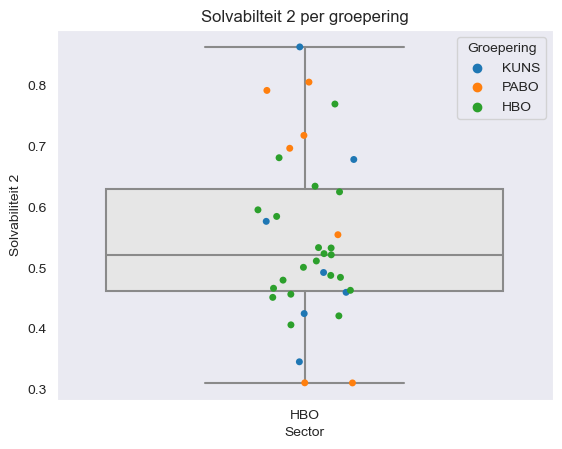 Solvabilteit 2 per groepering
Groepering
KUNS
PABO
HBO
Solvabiliteit 2
0.8
0.7
0.6
0.5
0.4
0.3
HBO
Sector